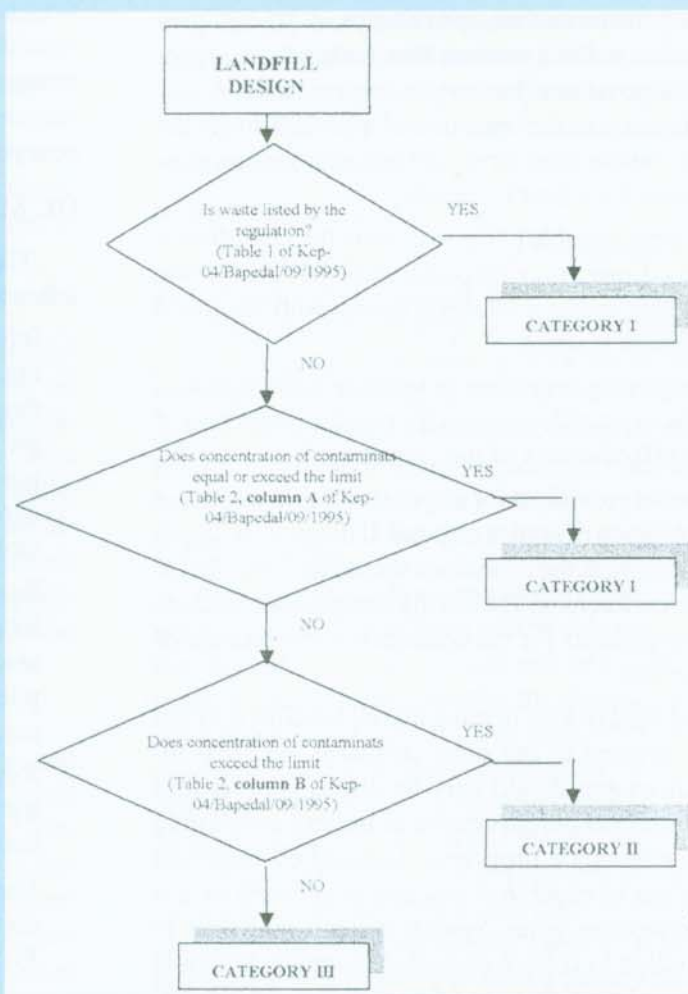 LANDFILL
DESIGN
Is waste listed by the
regulation?
(Table 1 of Kep-
04/Bapedal/09/1995)
YES
CATEGORY I
NO
Does concentration of contaminats
equal or exceed the limit
(Table 2, column A of Kep-
04/Bapedal/09/1995)
YES
CATEGORY I
NO
Does concentration of contaminats
exceed the limit
(Table 2, column B of Kep-
04/Bapedal/09/1995)
YES
CATEGORY II
NO
CATEGORY III